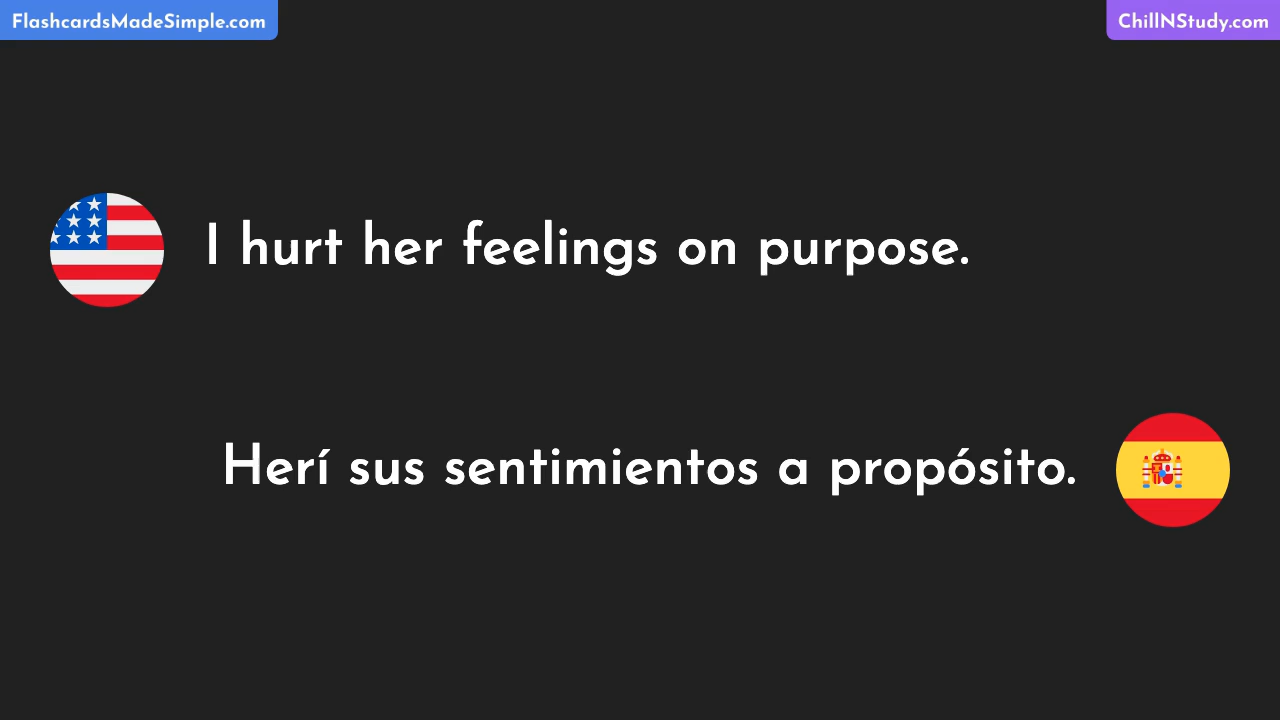 FlashcardsMadeSimple.com
ChillNStudy.com
I hurt her feelings on purpose.
Herí sus sentimientos a propósito.